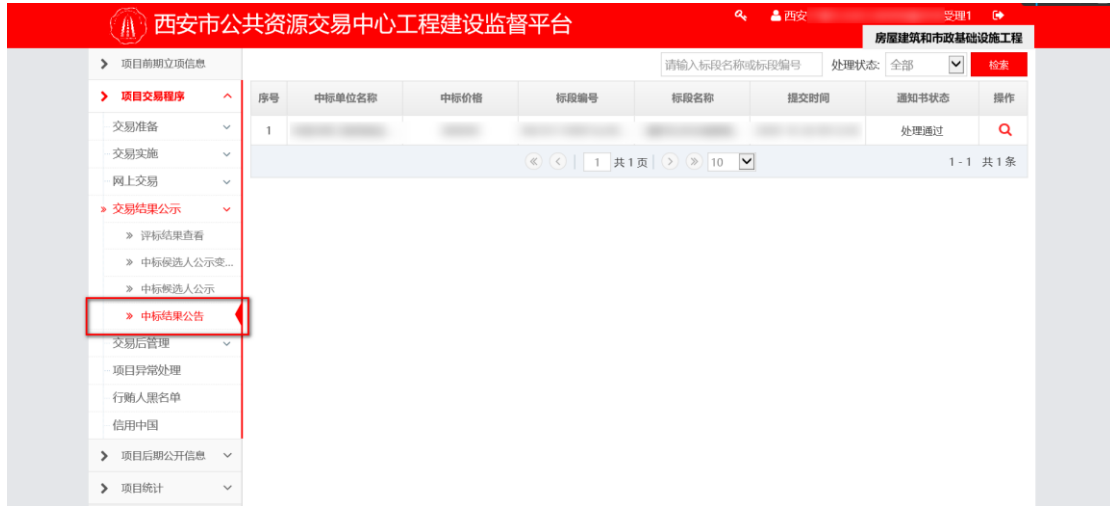 西安市公共资源交易中心工程建设监督平台
西安 受理1
房屋建筑和市政基础设施工程
项目前期立项信息
请输入标段名称或标段编号 处理状态: 全部 检索
项目交易程序
序号 中标单位名称 中标价格 标段编号 标段名称 提交时间 通知书状态 操作
交易准备
1 处理通过
交易实施
1 共1页 10 1 - 1 共1条
网上交易
交易结果公示
评标结果查看
中标候选人公示变...
中标候选人公示
中标结果公告
交易后管理
项目异常处理
行贿人黑名单
信用中国
项目后期公开信息
项目统计